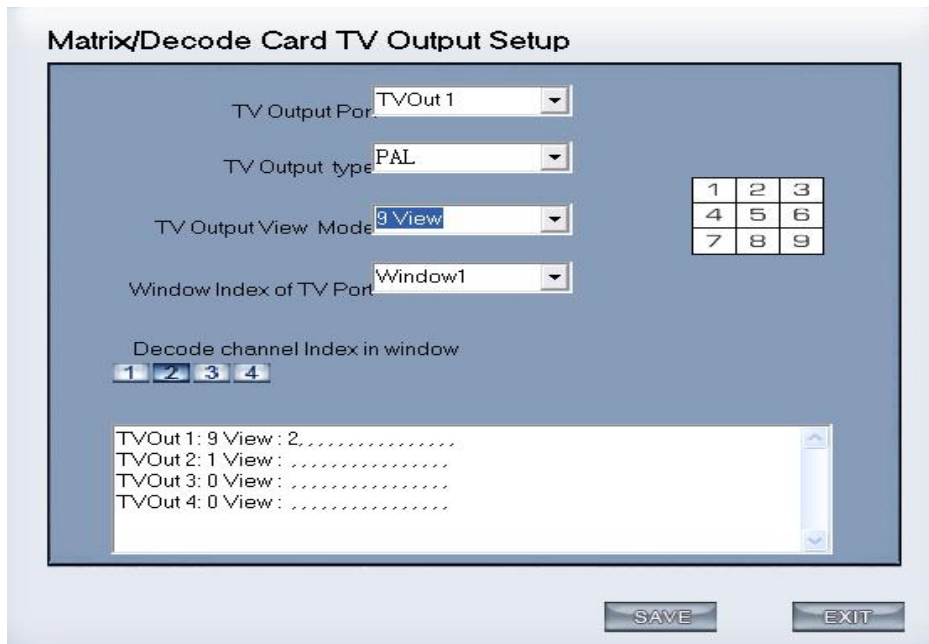 Matrix/Decode Card TV Output Setup
TV Output Por
TVOut 1
TV Output type
PAL
TV Output View Mode
9 View
1 2 3
4 5 6
7 8 9
Window Index of TV Port
Window1
Decode channel Index in window
1 2 3 4
TVOut 1: 9 View : 2, , , , , , , , , , , , , , , ,
TVOut 2: 1 View : , , , , , , , , , , , , , , , ,
TVOut 3: 0 View : , , , , , , , , , , , , , , , ,
TVOut 4: 0 View : , , , , , , , , , , , , , , , ,
SAVE
EXIT